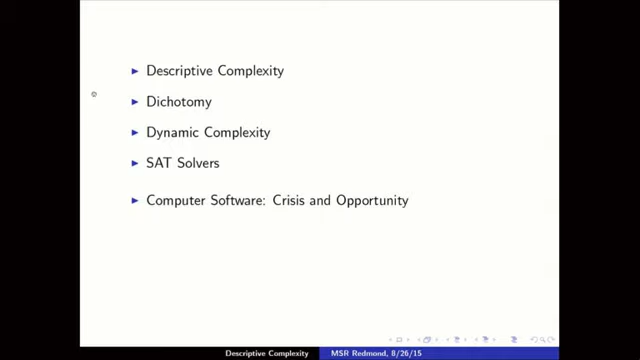 Descriptive Complexity
Dichotomy
Dynamic Complexity
SAT Solvers
Computer Software: Crisis and Opportunity
Descriptive Complexity MSR Redmond, 8/26/15